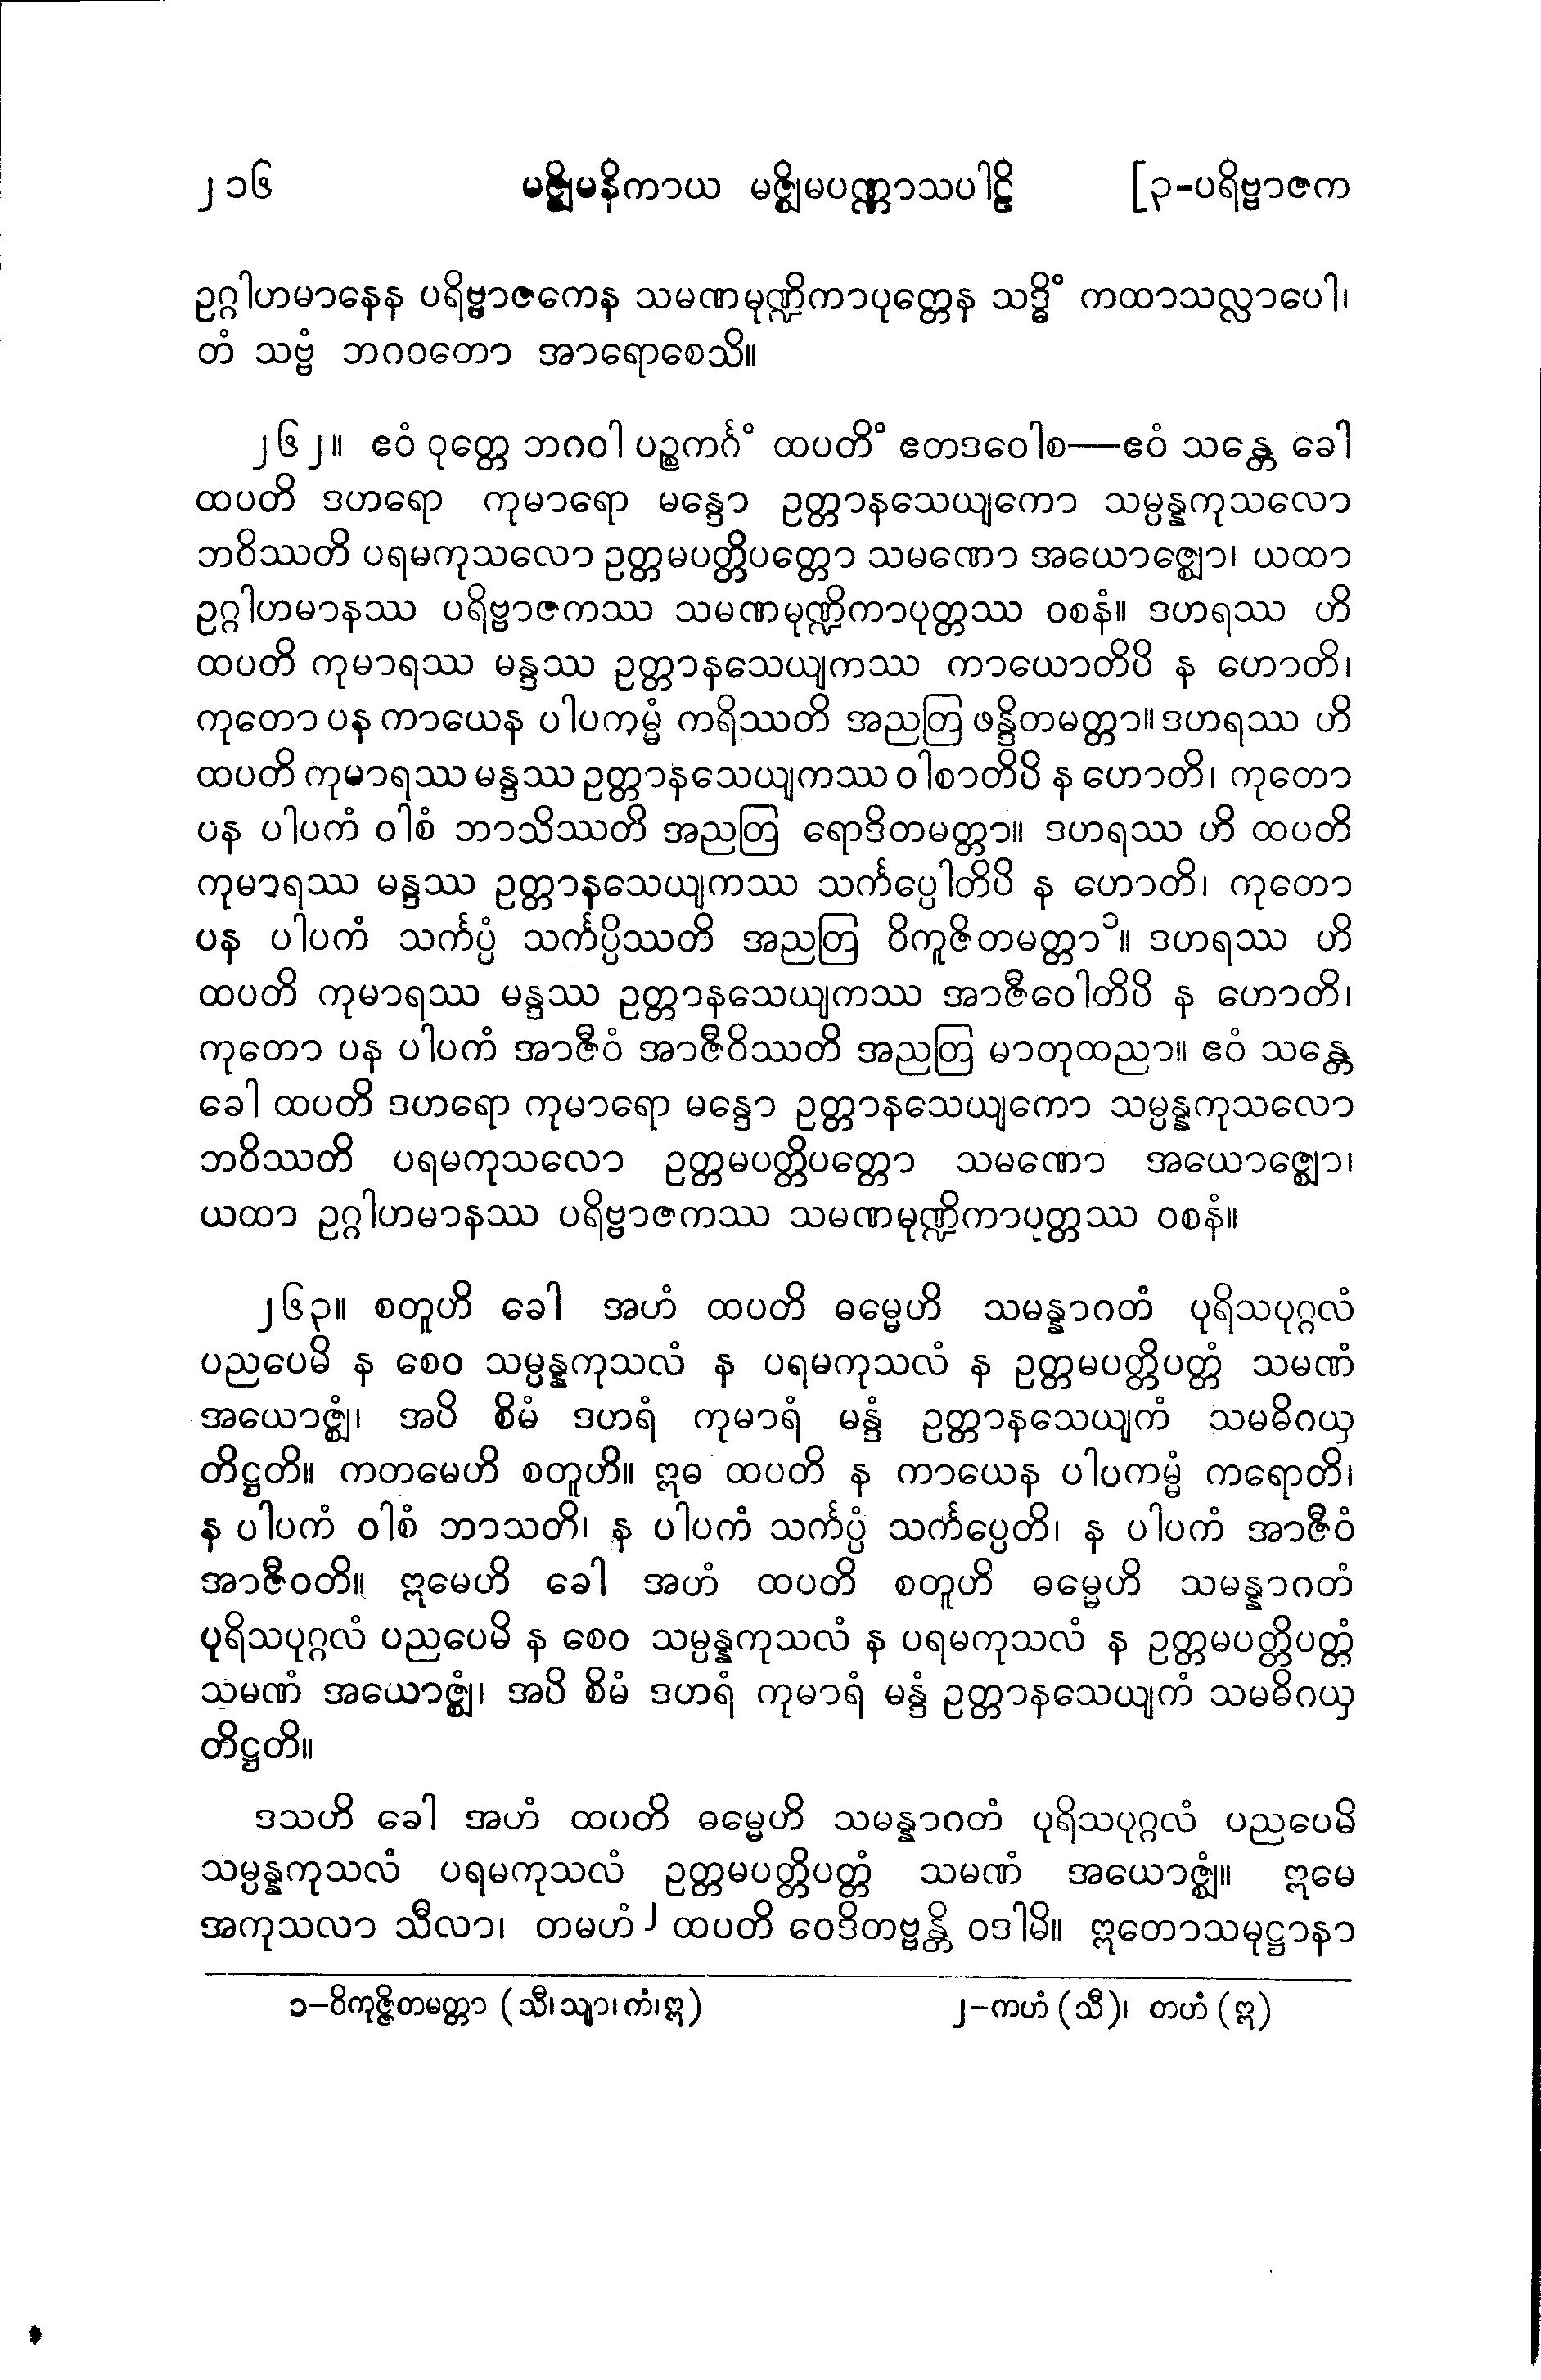 ၂၁၆ မဇ္ဈိမနိကာယ မဇ္ဈိမပဏ္ဏာသပါဠိ [၃-ပရိဗ္ဗာဇက
ဥဂ္ဂါဟမာနေန ပရိဗ္ဗာဇကေန သမဏမုဏ္ဍိကာပုတ္တေန သဒ္ဓိံ ကထာသလ္လာပေါ၊
တံ သဗ္ဗံ ဘဂဝတော အာရောစေသိ။
၂၆၂။ ဧဝံ ဝုတ္တေ ဘဂဝါ ပဉ္စကင်္ဂံ ထပတိံ ဧတဒဝေါစ—ဧဝံ သန္တေ ခေါ
ထပတိ ဒဟရော ကုမာရော မန္ဒော ဥတ္တာနသေယျကော သမ္ပန္နကုသလော
ဘဝိဿတိ ပရမကုသလော ဥတ္တမပတ္တိပတ္တော သမဏော အယောဇ္ဈော၊ ယထာ
ဥဂ္ဂါဟမာနဿ ပရိဗ္ဗာဇကဿ သမဏမုဏ္ဍိကာပုတ္တဿ ဝစနံ။ ဒဟရဿ ဟိ
ထပတိ ကုမာရဿ မန္ဒဿ ဥတ္တာနသေယျကဿ ကာယောတိပိ န ဟောတိ၊
ကုတော ပန ကာယေန ပါပကမ္မံ ကရိဿတိ အညတြ ဖန္ဒိတမတ္တာ။ ဒဟရဿ ဟိ
ထပတိ ကုမာရဿ မန္ဒဿ ဥတ္တာနသေယျကဿ ဝါစာတိပိ န ဟောတိ၊ ကုတော
ပန ပါပကံ ဝါစံ ဘာသိဿတိ အညတြ ရောဒိတမတ္တာ။ ဒဟရဿ ဟိ ထပတိ
ကုမာရဿ မန္ဒဿ ဥတ္တာနသေယျကဿ သင်္ကပ္ပေါတိပိ န ဟောတိ၊ ကုတော
ပန ပါပကံ သင်္ကပ္ပံ သင်္ကပ္ပိဿတိ အညတြ ဝိကူဇိတမတ္တာ၁။ ဒဟရဿ ဟိ
ထပတိ ကုမာရဿ မန္ဒဿ ဥတ္တာနသေယျကဿ အာဇီဝေါတိပိ န ဟောတိ၊
ကုတော ပန ပါပကံ အာဇီဝံ အာဇီဝိဿတိ အညတြ မာတုထညာ။ ဧဝံ သန္တေ
ခေါ ထပတိ ဒဟရော ကုမာရော မန္ဒော ဥတ္တာနသေယျကော သမ္ပန္နကုသလော
ဘဝိဿတိ ပရမကုသလော ဥတ္တမပတ္တိပတ္တော သမဏော အယောဇ္ဈော၊
ယထာ ဥဂ္ဂါဟမာနဿ ပရိဗ္ဗာဇကဿ သမဏမုဏ္ဍိကာပုတ္တဿ ဝစနံ။
၂၆၃။ စတူဟိ ခေါ အဟံ ထပတိ ဓမ္မေဟိ သမန္နာဂတံ ပုရိသပုဂ္ဂလံ
ပညပေမိ န စေဝ သမ္ပန္နကုသလံ န ပရမကုသလံ န ဥတ္တမပတ္တိပတ္တံ သမဏံ
အယောဇ္ဈံ၊ အပိ စိမံ ဒဟရံ ကုမာရံ မန္ဒံ ဥတ္တာနသေယျကံ သမဓိဂယှ
တိဋ္ဌတိ။ ကတမေဟိ စတူဟိ။ ဣဓ ထပတိ န ကာယေန ပါပကမ္မံ ကရောတိ၊
န ပါပကံ ဝါစံ ဘာသတိ၊ န ပါပကံ သင်္ကပ္ပံ သင်္ကပ္ပေတိ၊ န ပါပကံ အာဇီဝံ
အာဇီဝတိ။ ဣမေဟိ ခေါ အဟံ ထပတိ စတူဟိ ဓမ္မေဟိ သမန္နာဂတံ
ပုရိသပုဂ္ဂလံ ပညပေမိ န စေဝ သမ္ပန္နကုသလံ န ပရမကုသလံ န ဥတ္တမပတ္တိပတ္တံ
သမဏံ အယောဇ္ဈံ၊ အပိ စိမံ ဒဟရံ ကုမာရံ မန္ဒံ ဥတ္တာနသေယျကံ သမဓိဂယှ
တိဋ္ဌတိ။
ဒသဟိ ခေါ အဟံ ထပတိ ဓမ္မေဟိ သမန္နာဂတံ ပုရိသပုဂ္ဂလံ ပညပေမိ
သမ္ပန္နကုသလံ ပရမကုသလံ ဥတ္တမပတ္တိပတ္တံ သမဏံ အယောဇ္ဈံ။ ဣမေ
အကုသလာ သီလာ၊ တမဟံ၂ ထပတိ ဝေဒိတဗ္ဗန္တိ ဝဒါမိ။ ဣတောသမုဋ္ဌာနာ
၁-ဝိကုဇ္ဇိတမတ္တာ (သီ၊သျာ၊ကံ၊ဣ) ၂-ကဟံ (သီ)၊ တဟံ (ဣ)